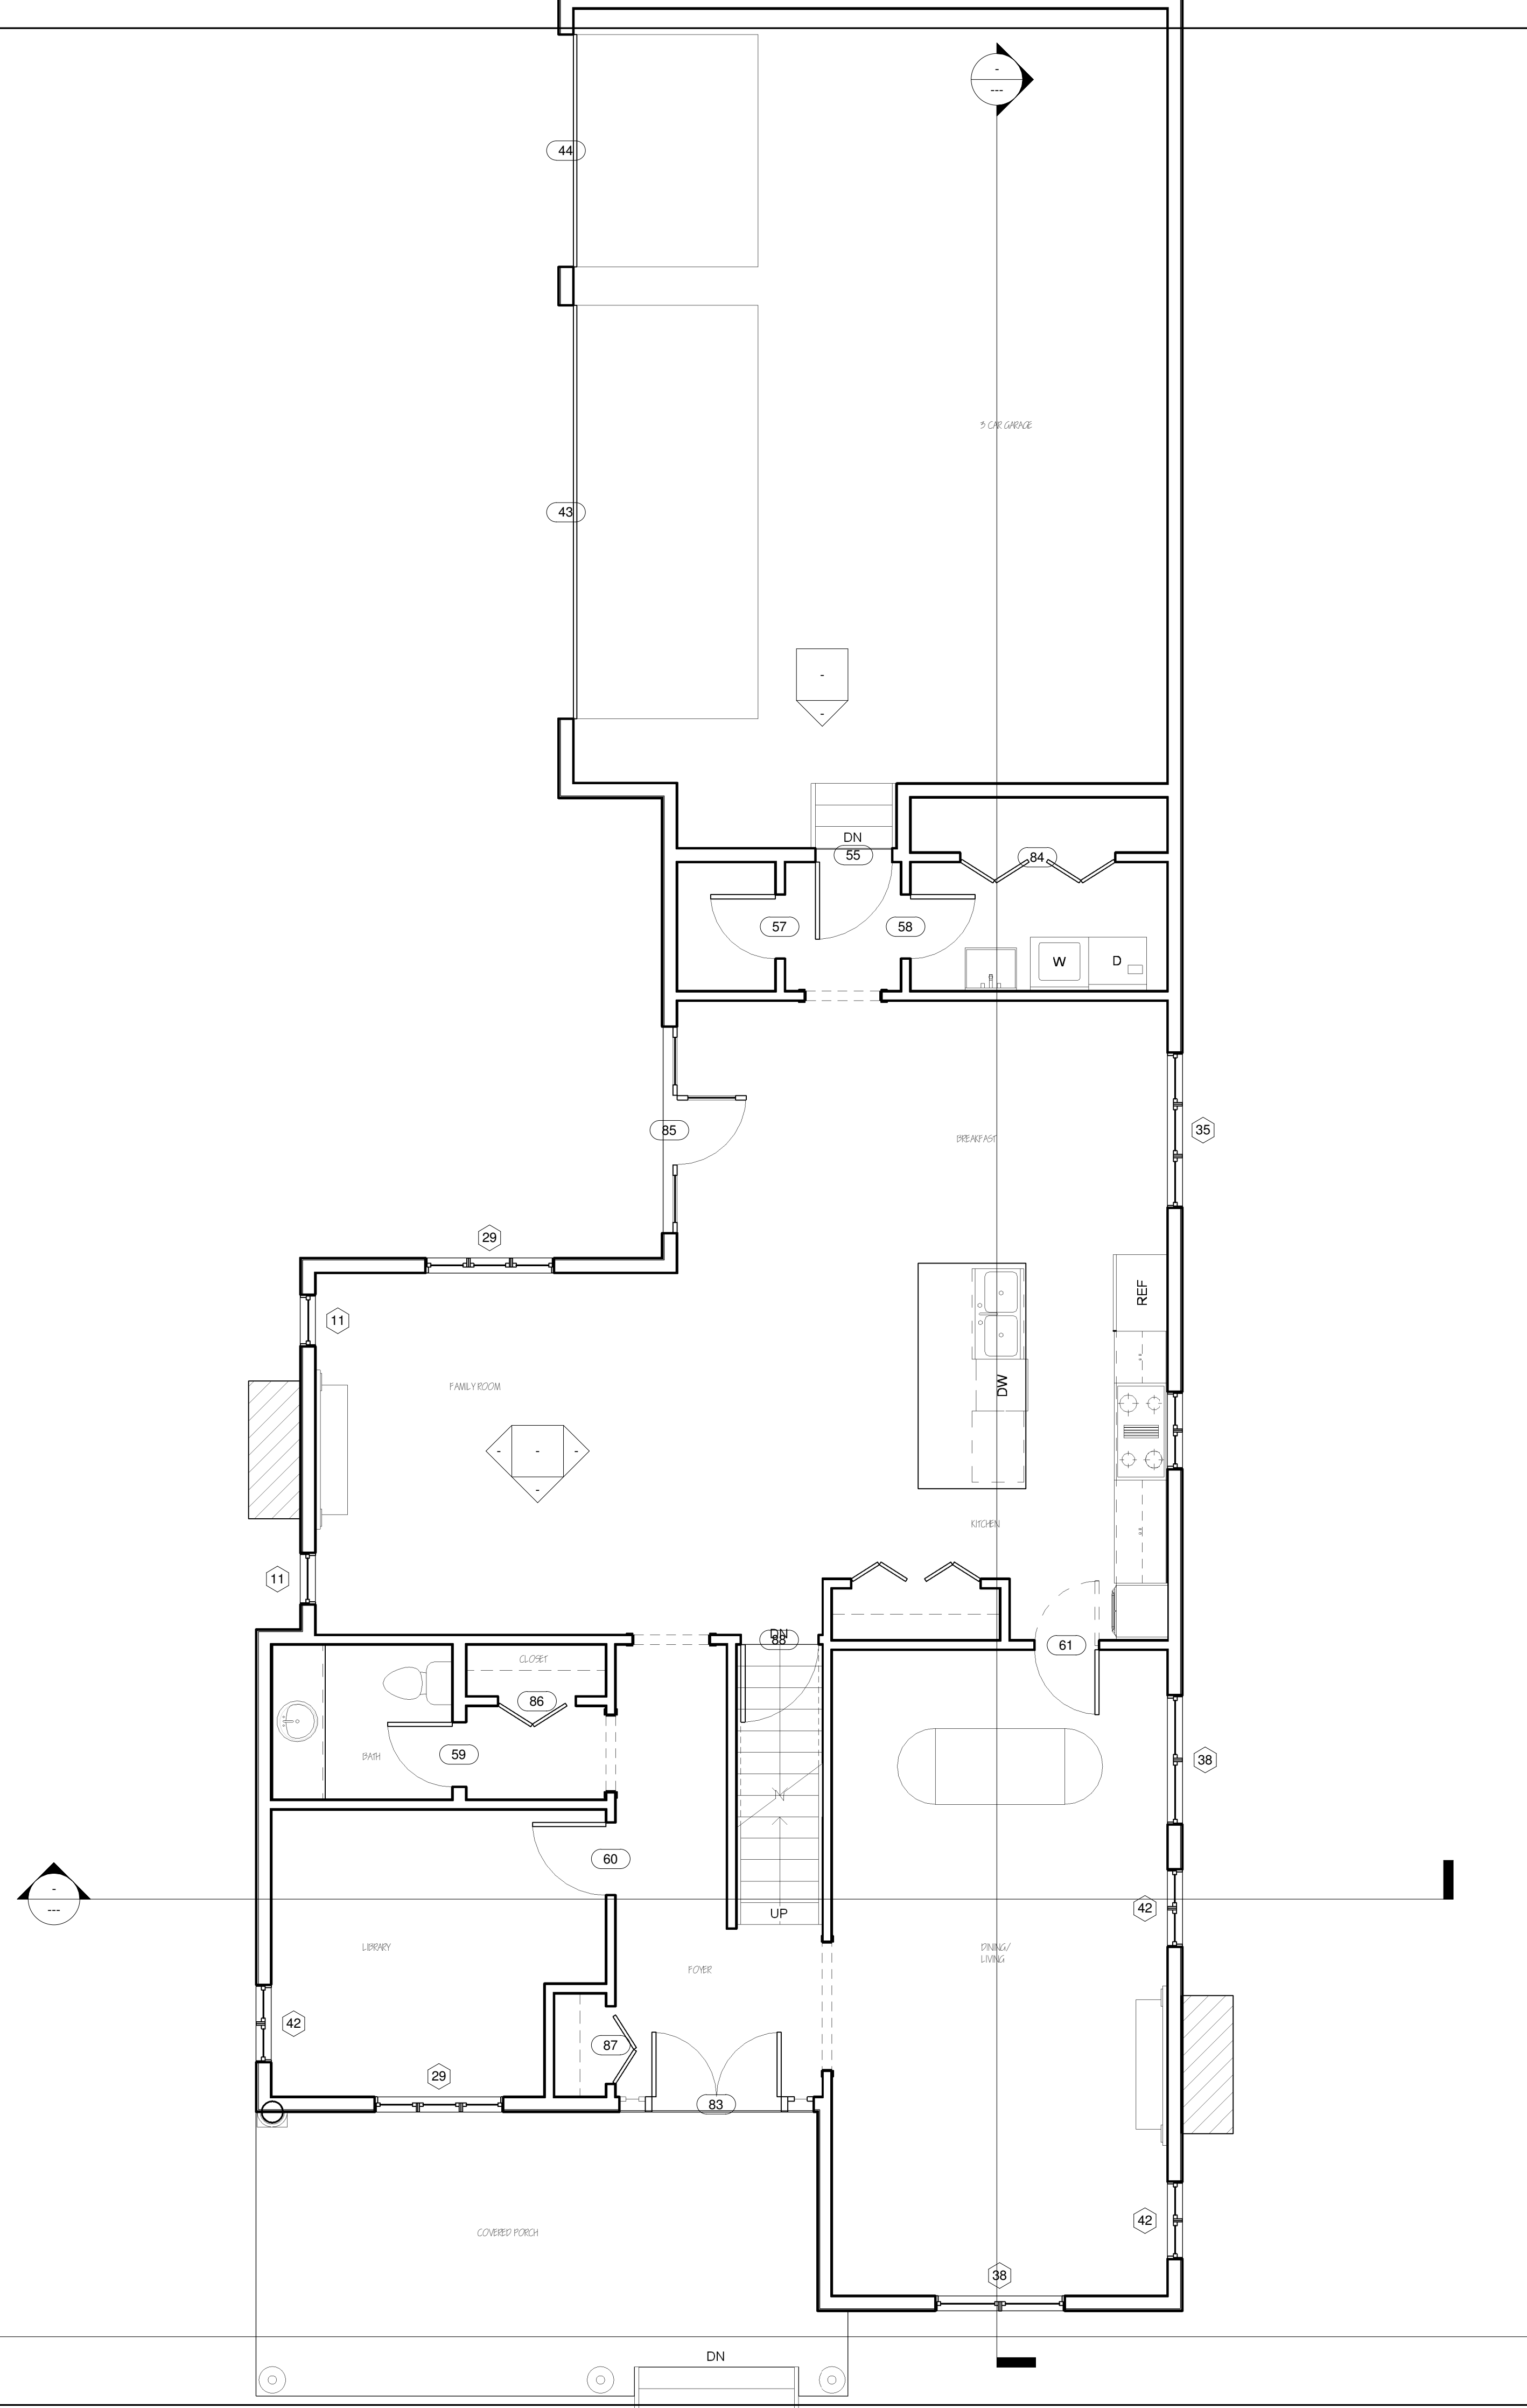 -
---
44
3 CAR GARAGE
43
-
-
DN
55
84
57
58
W
D
85
BREAKFAST
35
29
REF
11
DW
FAMILY ROOM
-
-
-
-
KITCHEN
11
DN
88
61
CLOSET
86
59
BATH
38
60
-
---
42
UP
LIBRARY
DINING/
LIVING
FOYER
42
87
29
83
42
COVERED PORCH
38
DN